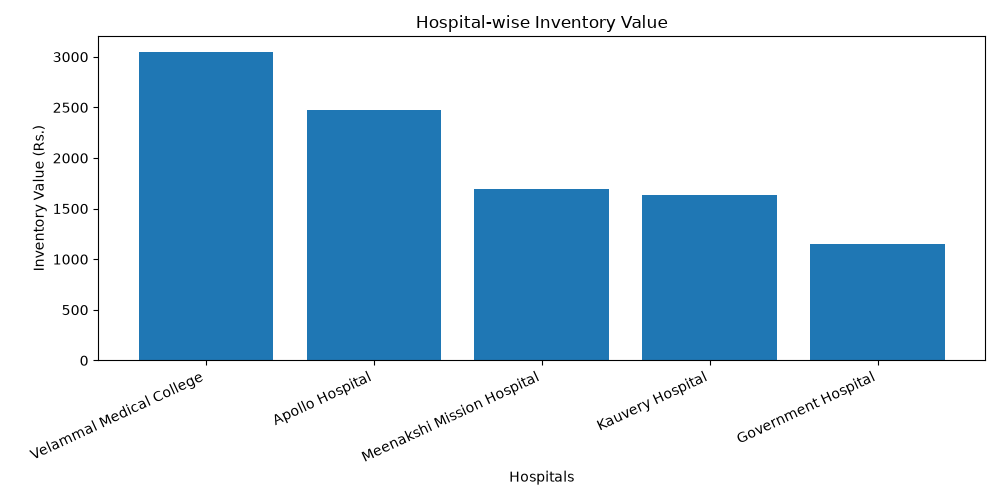 Hospital-wise Inventory Value
Inventory Value (Rs.)
3000
2500
2000
1500
1000
500
0
Velammal Medical College
Apollo Hospital
Meenakshi Mission Hospital
Kauvery Hospital
Government Hospital
Hospitals